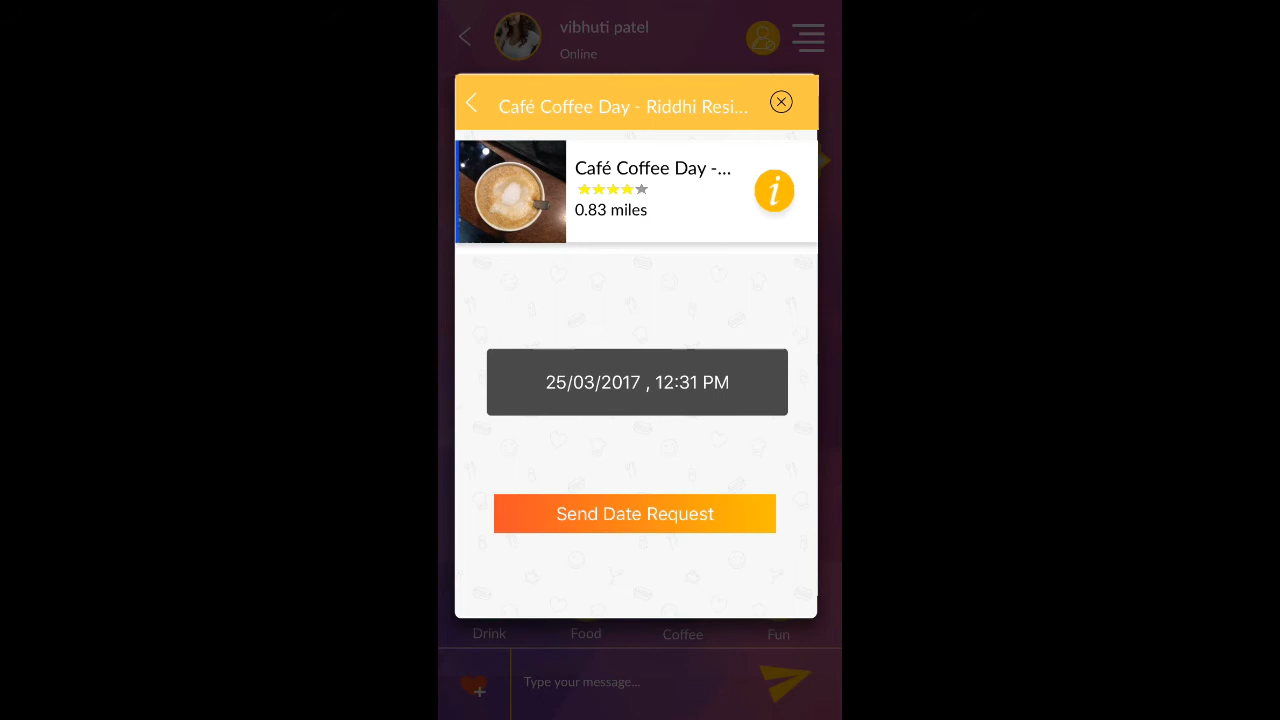 vibhuti patel
Online
Café Coffee Day - Riddhi Resi...
Café Coffee Day -...
0.83 miles
i
25/03/2017 , 12:31 PM
Send Date Request
Drink
Food
Coffee
Fun
Type your message...